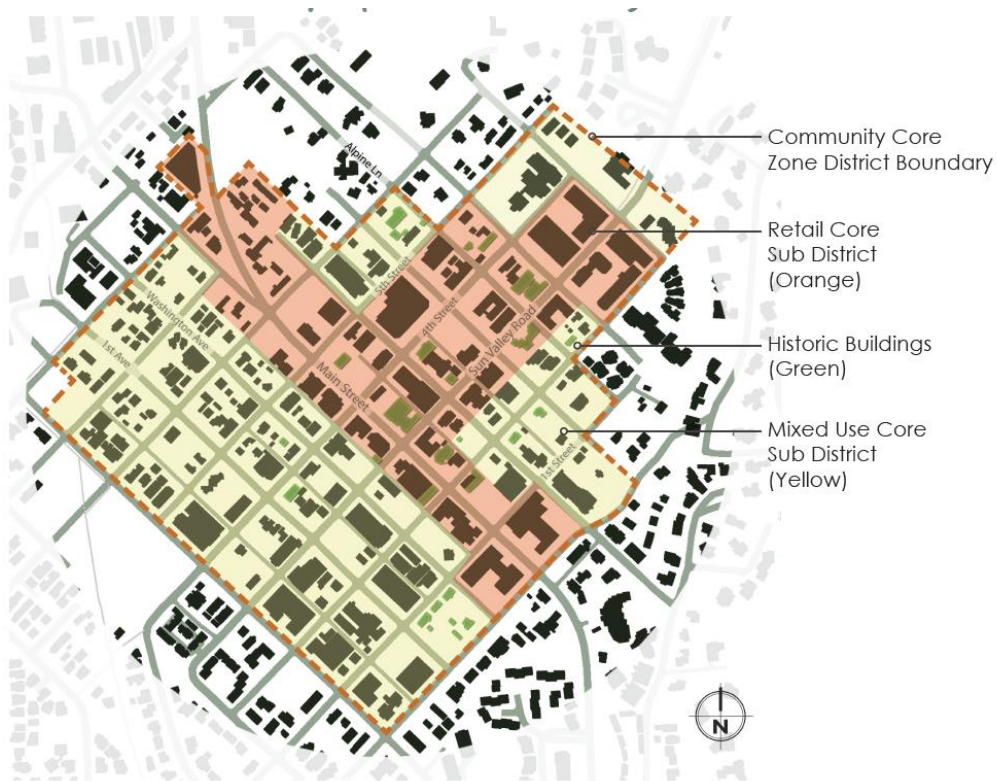 Community Core
Zone District Boundary
Retail Core
Sub District
(Orange)
Historic Buildings
(Green)
Mixed Use Core
Sub District
(Yellow)
Alpine Ln
5th Street
4th Street
Sun Valley Road
Washington Ave
1st Ave
Main Street
1st Street
N